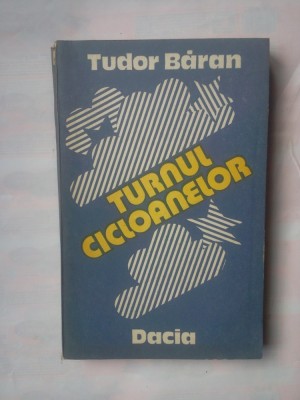 Tudor Băran
TURNUL
CICLOANELOR
Dacia